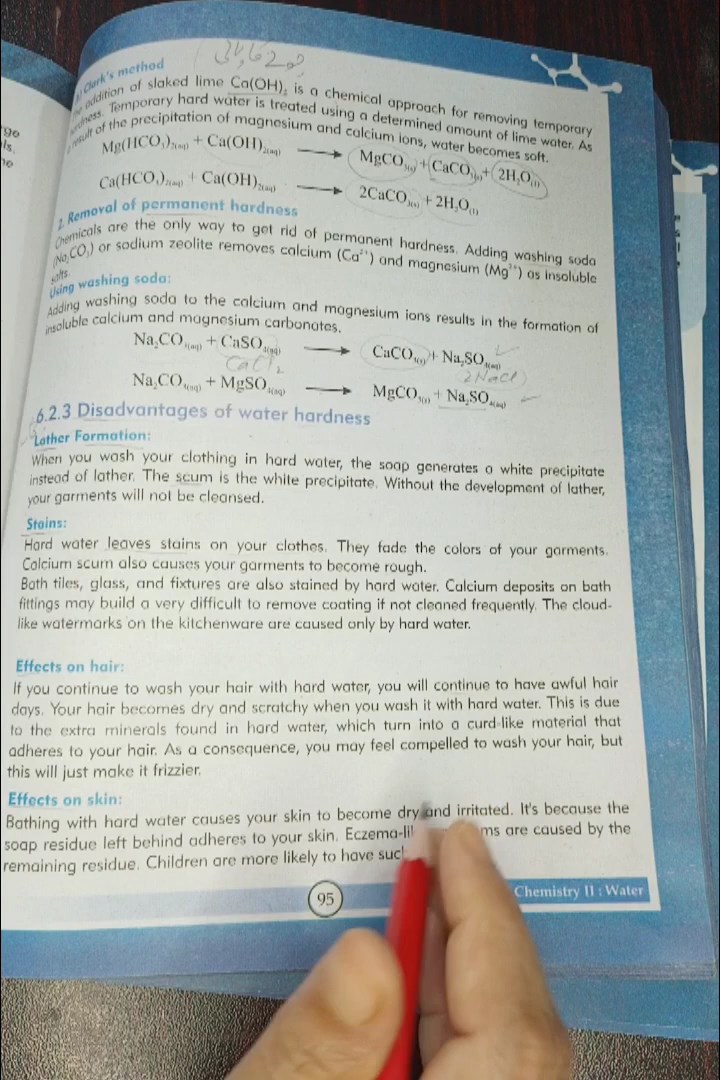 Clark's method
addition of slaked lime Ca(OH)₂ is a chemical approach for removing temporary
Temporary hard water is treated using a determined amount of lime water. As
result of the precipitation of magnesium and calcium ions, water becomes soft.
Mg(HCO₃)₂₍aq₎ + Ca(OH)₂₍aq₎ → MgCO₃₍s₎ + CaCO₃₍s₎ + 2H₂O₍l₎
Ca(HCO₃)₂₍aq₎ + Ca(OH)₂₍aq₎ → 2CaCO₃₍s₎ + 2H₂O₍l₎
2. Removal of permanent hardness
Chemicals are the only way to get rid of permanent hardness. Adding washing soda
(Na₂CO₃) or sodium zeolite removes calcium (Ca²⁺) and magnesium (Mg²⁺) as insoluble
salts.
Using washing soda:
Adding washing soda to the calcium and magnesium ions results in the formation of
insoluble calcium and magnesium carbonates.
Na₂CO₃₍aq₎ + CaSO₄₍aq₎ → CaCO₃₍s₎ + Na₂SO₄₍aq₎
CaCl₂ 2NaCl
Na₂CO₃₍aq₎ + MgSO₄₍aq₎ → MgCO₃₍s₎ + Na₂SO₄₍aq₎
6.2.3 Disadvantages of water hardness
Lather Formation:
When you wash your clothing in hard water, the soap generates a white precipitate
instead of lather. The scum is the white precipitate. Without the development of lather,
your garments will not be cleansed.
Stains:
Hard water leaves stains on your clothes. They fade the colors of your garments.
Calcium scum also causes your garments to become rough.
Bath tiles, glass, and fixtures are also stained by hard water. Calcium deposits on bath
fittings may build a very difficult to remove coating if not cleaned frequently. The cloud-
like watermarks on the kitchenware are caused only by hard water.
Effects on hair:
If you continue to wash your hair with hard water, you will continue to have awful hair
days. Your hair becomes dry and scratchy when you wash it with hard water. This is due
to the extra minerals found in hard water, which turn into a curd-like material that
adheres to your hair. As a consequence, you may feel compelled to wash your hair, but
this will just make it frizzier.
Effects on skin:
Bathing with hard water causes your skin to become dry and irritated. It's because the
soap residue left behind adheres to your skin. are caused by the
remaining residue. Children are more likely to have
95
Chemistry II : Water